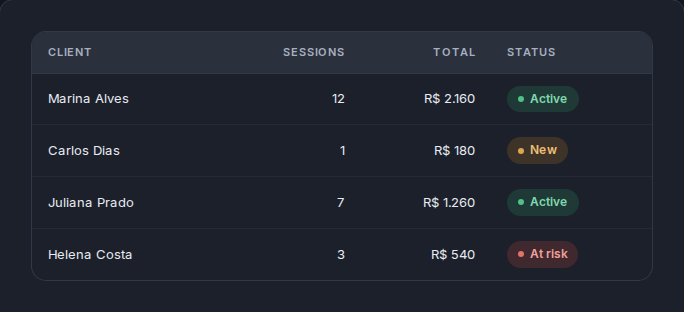 CLIENT SESSIONS TOTAL STATUS
Marina Alves 12 R$ 2.160 Active
Carlos Dias 1 R$ 180 New
Juliana Prado 7 R$ 1.260 Active
Helena Costa 3 R$ 540 At risk